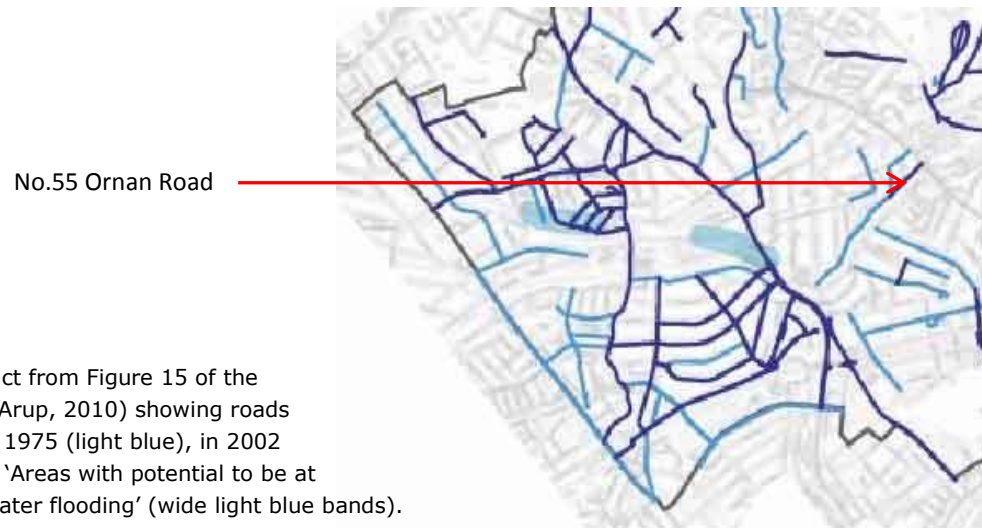 No.55 Ornan Road
ct from Figure 15 of the
Arup, 2010) showing roads
1975 (light blue), in 2002
‘Areas with potential to be at
ater flooding’ (wide light blue bands).